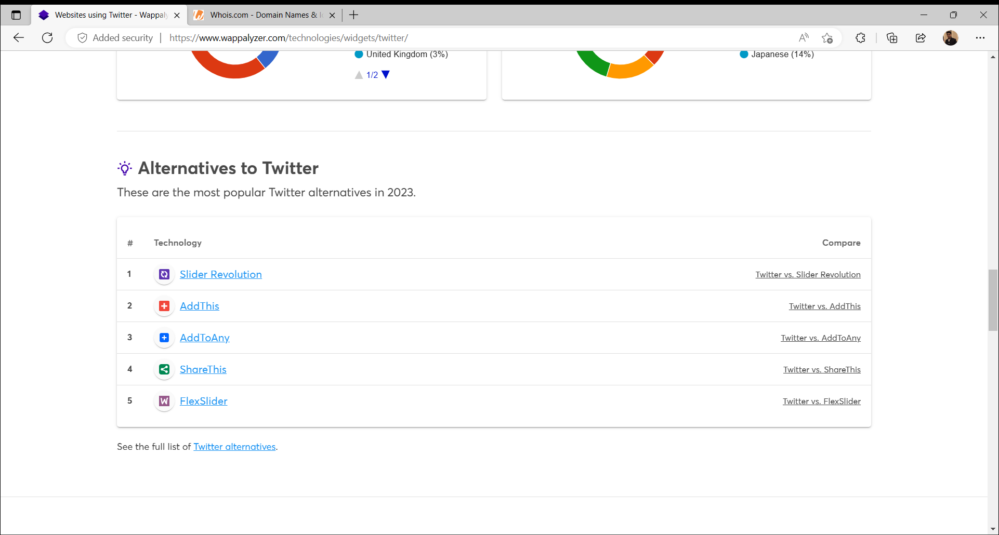 Websites using Twitter - Wappaly
Whois.com - Domain Names &
Added security
https://www.wappalyzer.com/technologies/widgets/twitter/
United Kingdom (3%)
Japanese (14%)
1/2
Alternatives to Twitter
These are the most popular Twitter alternatives in 2023.
# Technology Compare
1 Slider Revolution Twitter vs. Slider Revolution
2 AddThis Twitter vs. AddThis
3 AddToAny Twitter vs. AddToAny
4 ShareThis Twitter vs. ShareThis
5 W FlexSlider Twitter vs. FlexSlider
See the full list of Twitter alternatives.